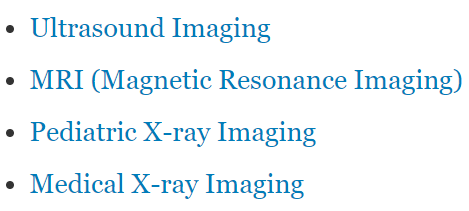 • Ultrasound Imaging
• MRI (Magnetic Resonance Imaging)
• Pediatric X-ray Imaging
• Medical X-ray Imaging